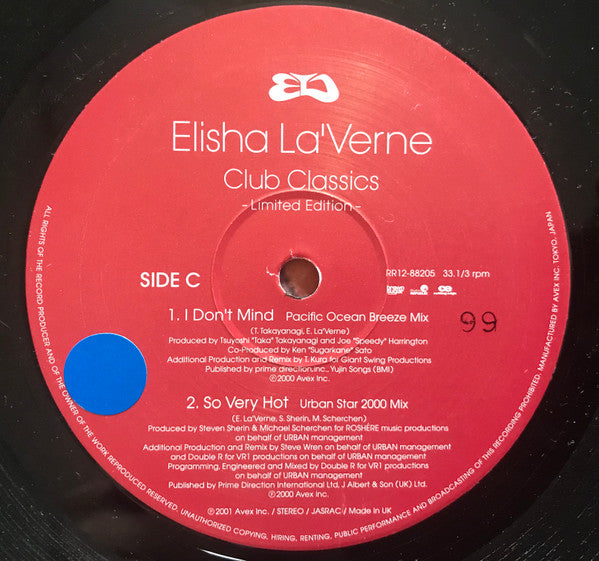 Elisha La'Verne
Club Classics
- Limited Edition -
SIDE C
RR12-88205 33.1/3 rpm
1. I Don't Mind Pacific Ocean Breeze Mix
(T. Takayanagi, E. La'Verne)
Produced by Tsuyoshi "Taka" Takayanagi and Joe "Speedy" Harrington
Co-Produced by Ken "Sugarkane" Sato
Additional Production and Remix by T. Kura for Giant Swing Productions
Published by prime direction.inc., Yujin Songs (BMI)
Ⓟ2000 Avex Inc.
99
2. So Very Hot Urban Star 2000 Mix
(E. La'Verne, S. Sherin, M. Scherchen)
Produced by Steven Sherin & Michael Scherchen for ROSHÈRE music productions
on behalf of URBAN management
Additional Production and Remix by Steve Wren on behalf of URBAN management
and Double R for VR1 productions on behalf of URBAN management
Programming, Engineered and Mixed by Double R for VR1 productions
on behalf of URBAN management
Published by Prime Direction International Ltd, J Albert & Son (UK) Ltd.
Ⓟ2000 Avex Inc.
Ⓟ2001 Avex Inc. / STEREO / JASRAC / Made in UK
ALL RIGHTS OF THE RECORD PRODUCER AND OF THE OWNER OF THE WORK REPRODUCED RESERVED. UNAUTHORIZED COPYING, HIRING, RENTING, PUBLIC PERFORMANCE AND BROADCASTING OF THIS RECORDING PROHIBITED. MANUFACTURED BY AVEX INC. TOKYO, JAPAN